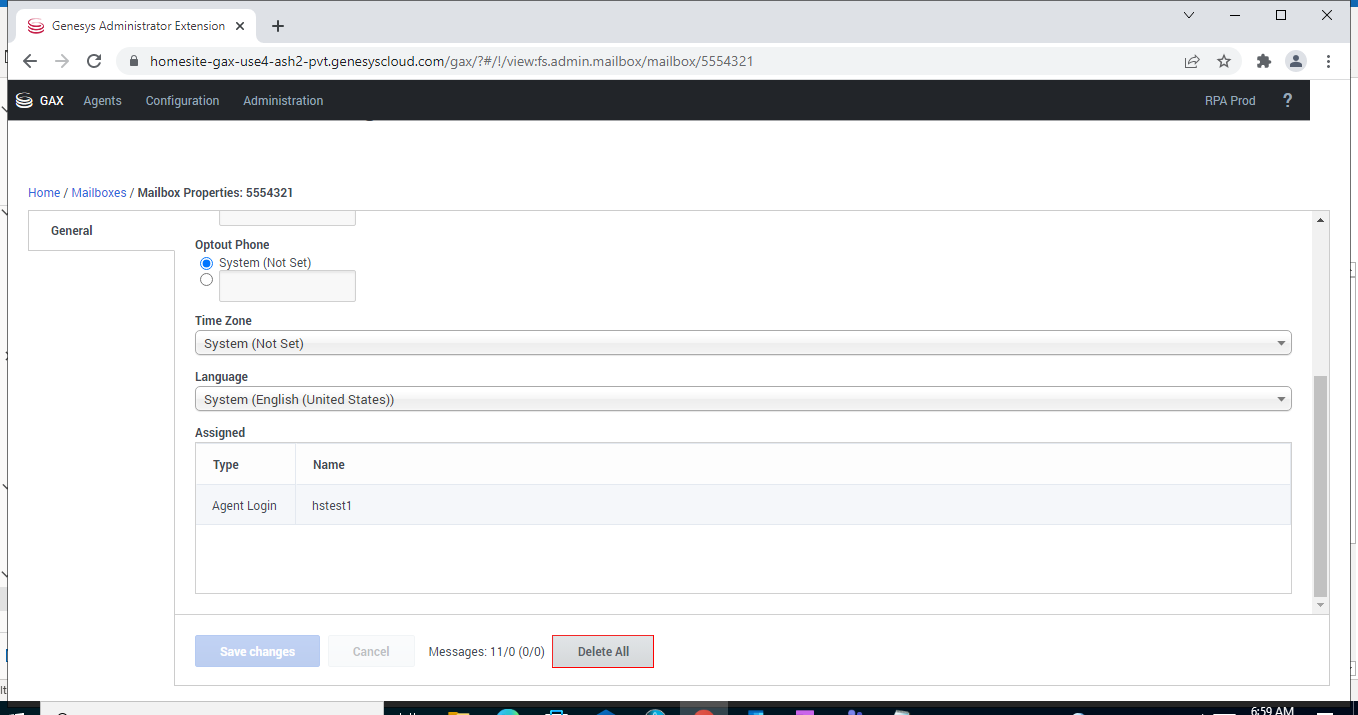 Genesys Administrator Extension
homesite-gax-use4-ash2-pvt.genesyscloud.com/gax/?#/!/view:fs.admin.mailbox/mailbox/5554321
GAX Agents Configuration Administration RPA Prod ?
Home / Mailboxes / Mailbox Properties: 5554321
General
Optout Phone
System (Not Set)
Time Zone
System (Not Set)
Language
System (English (United States))
Assigned
Type Name
Agent Login hstest1
Save changes Cancel Messages: 11/0 (0/0) Delete All
6:59 AM